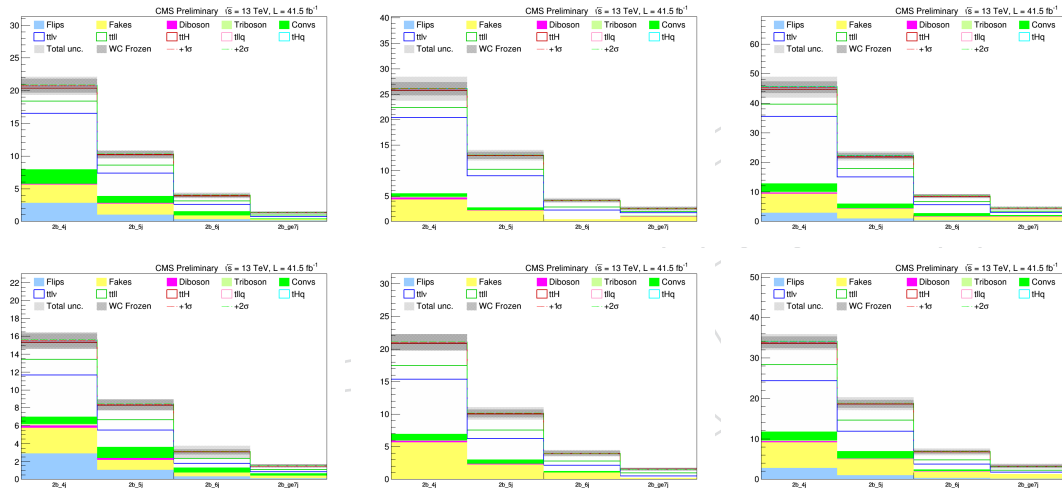 CMS Preliminary √s = 13 TeV, L = 41.5 fb⁻¹
30
Flips Fakes Diboson Triboson Convs
ttlν ttll ttH tllq tHq
25
Total unc. WC Frozen +1σ +2σ
20
15
10
5
0
2b_4j 2b_5j 2b_6j 2b_ge7j
CMS Preliminary √s = 13 TeV, L = 41.5 fb⁻¹
40
Flips Fakes Diboson Triboson Convs
35
ttlν ttll ttH tllq tHq
Total unc. WC Frozen +1σ +2σ
30
25
20
15
10
5
0
2b_4j 2b_5j 2b_6j 2b_ge7j
CMS Preliminary √s = 13 TeV, L = 41.5 fb⁻¹
Flips Fakes Diboson Triboson Convs
60
ttlν ttll ttH tllq tHq
Total unc. WC Frozen +1σ +2σ
50
40
30
20
10
0
2b_4j 2b_5j 2b_6j 2b_ge7j
CMS Preliminary √s = 13 TeV, L = 41.5 fb⁻¹
22
Flips Fakes Diboson Triboson Convs
20
ttlν ttll ttH tllq tHq
Total unc. WC Frozen +1σ +2σ
18
16
14
12
10
8
6
4
2
0
2b_4j 2b_5j 2b_6j 2b_ge7j
CMS Preliminary √s = 13 TeV, L = 41.5 fb⁻¹
30
Flips Fakes Diboson Triboson Convs
ttlν ttll ttH tllq tHq
25
Total unc. WC Frozen +1σ +2σ
20
15
10
5
0
2b_4j 2b_5j 2b_6j 2b_ge7j
CMS Preliminary √s = 13 TeV, L = 41.5 fb⁻¹
50
Flips Fakes Diboson Triboson Convs
ttlν ttll ttH tllq tHq
Total unc. WC Frozen +1σ +2σ
40
30
20
10
0
2b_4j 2b_5j 2b_6j 2b_ge7j